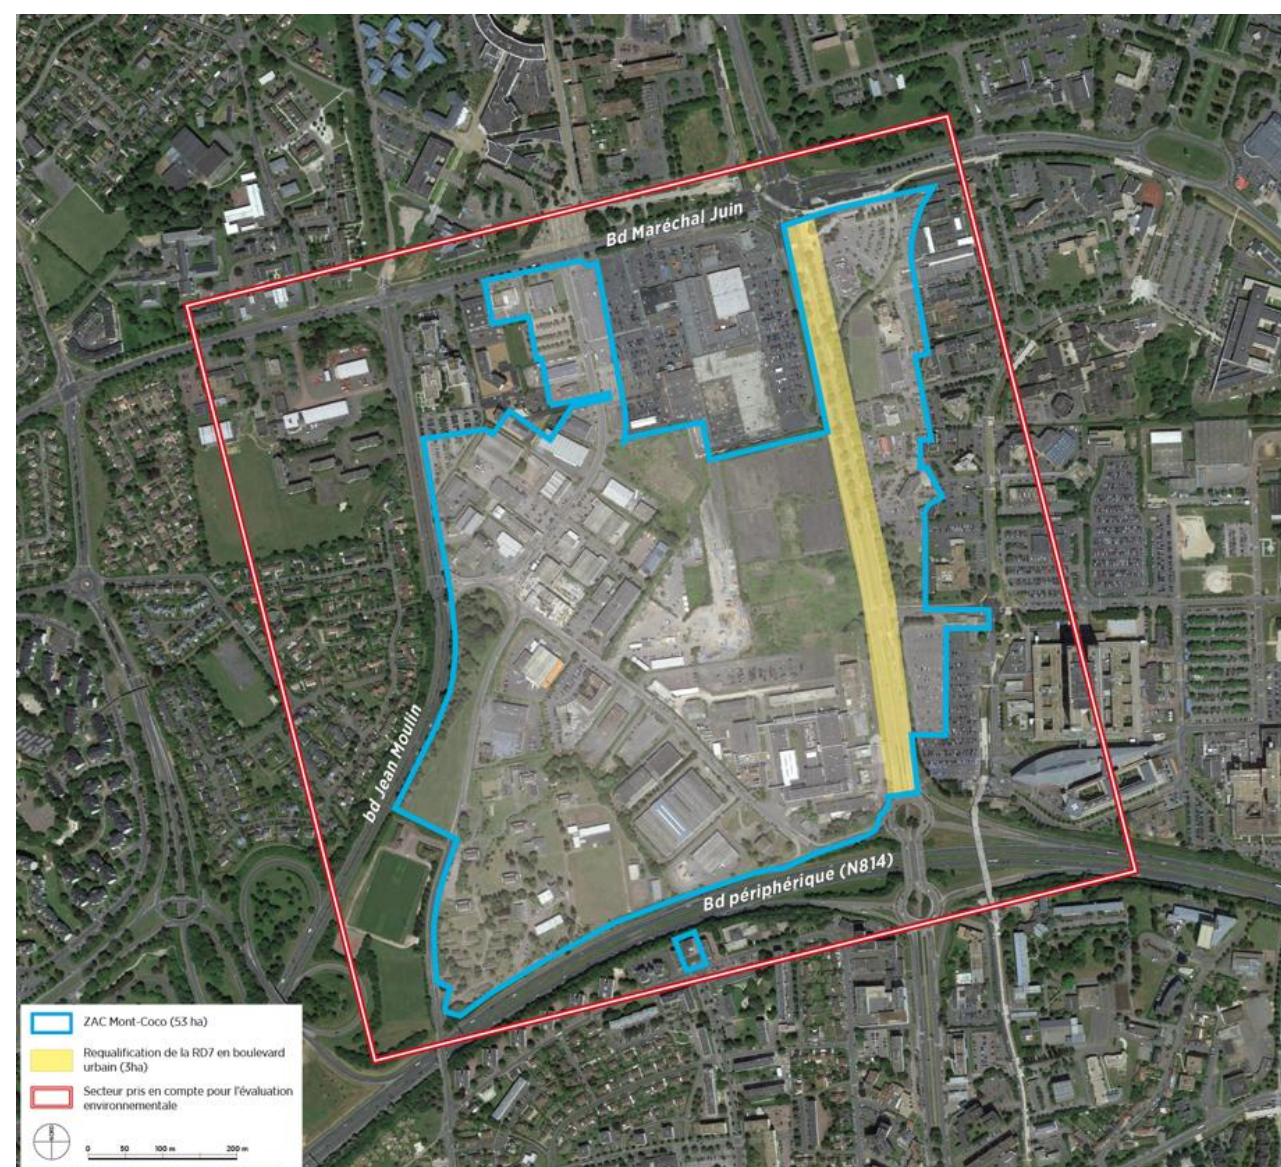 Bd Maréchal Juin
bd Jean Moulin
Bd périphérique (N814)
ZAC Mont-Coco (53 ha)
Requalification de la RD7 en boulevard
urbain (3ha)
Secteur pris en compte pour l'évaluation
environnementale
0 50 100 m 200 m